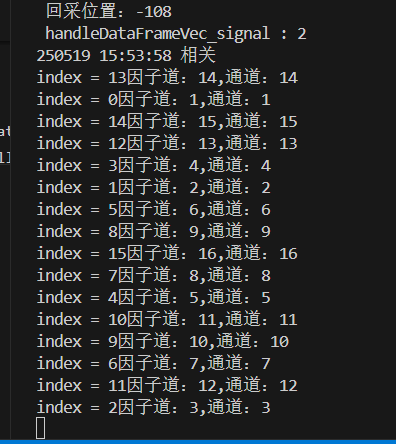 回采位置：-108
handleDataFrameVec_signal : 2
250519 15:53:58 相关
index = 13因子道：14,通道：14
index = 0因子道：1,通道：1
index = 14因子道：15,通道：15
index = 12因子道：13,通道：13
index = 3因子道：4,通道：4
index = 1因子道：2,通道：2
index = 5因子道：6,通道：6
index = 8因子道：9,通道：9
index = 15因子道：16,通道：16
index = 7因子道：8,通道：8
index = 4因子道：5,通道：5
index = 10因子道：11,通道：11
index = 9因子道：10,通道：10
index = 6因子道：7,通道：7
index = 11因子道：12,通道：12
index = 2因子道：3,通道：3